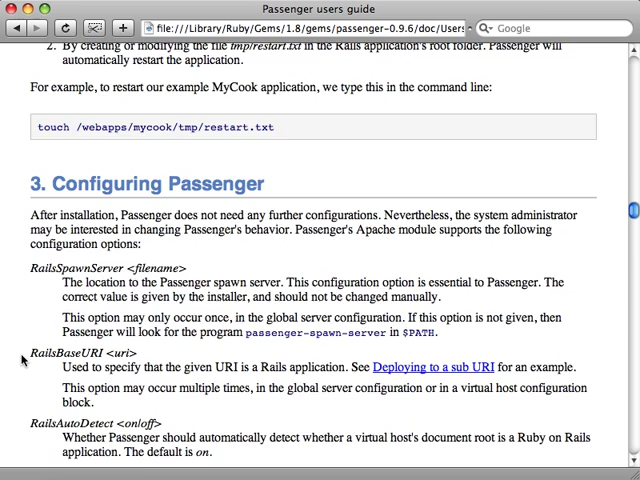 Passenger users guide
file:///Library/Ruby/Gems/1.8/gems/passenger-0.9.6/doc/Users
Google
2. By creating or modifying the file tmp/restart.txt in the Rails application's root folder. Passenger will
automatically restart the application.
For example, to restart our example MyCook application, we type this in the command line:
touch /webapps/mycook/tmp/restart.txt
3. Configuring Passenger
After installation, Passenger does not need any further configurations. Nevertheless, the system administrator
may be interested in changing Passenger's behavior. Passenger's Apache module supports the following
configuration options:
RailsSpawnServer <filename>
The location to the Passenger spawn server. This configuration option is essential to Passenger. The
correct value is given by the installer, and should not be changed manually.
This option may only occur once, in the global server configuration. If this option is not given, then
Passenger will look for the program passenger-spawn-server in $PATH.
RailsBaseURI <uri>
Used to specify that the given URI is a Rails application. See Deploying to a sub URI for an example.
This option may occur multiple times, in the global server configuration or in a virtual host configuration
block.
RailsAutoDetect <on|off>
Whether Passenger should automatically detect whether a virtual host's document root is a Ruby on Rails
application. The default is on.